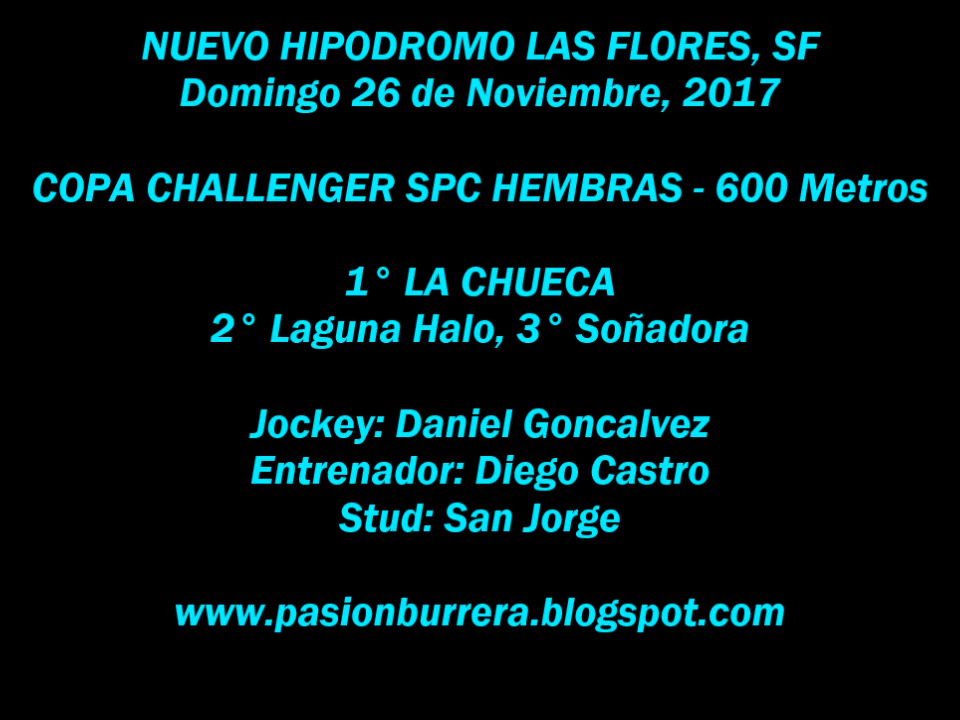 NUEVO HIPODROMO LAS FLORES, SF
Domingo 26 de Noviembre, 2017
COPA CHALLENGER SPC HEMBRAS - 600 Metros
1° LA CHUECA
2° Laguna Halo, 3° Soñadora
Jockey: Daniel Goncalvez
Entrenador: Diego Castro
Stud: San Jorge
www.pasionburrera.blogspot.com